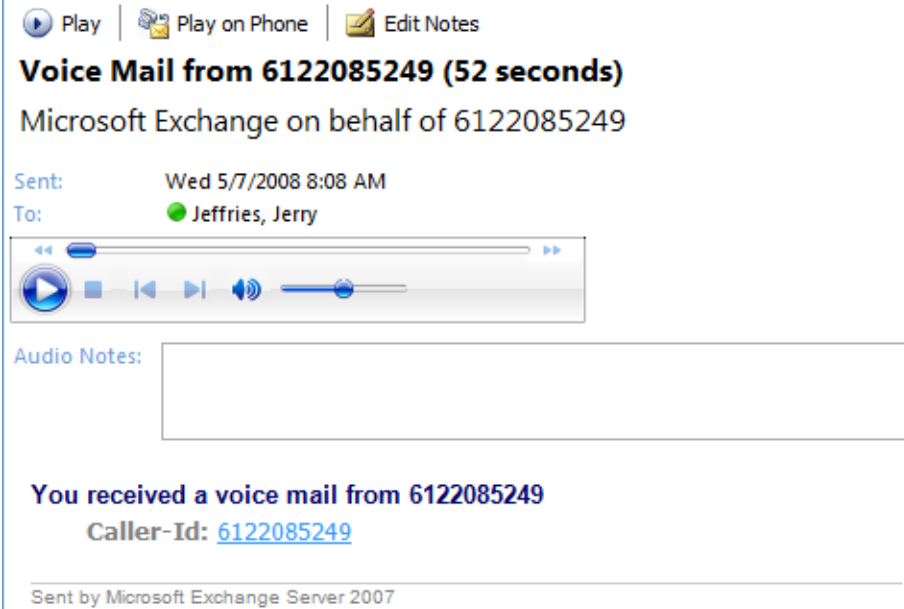 Play Play on Phone Edit Notes
Voice Mail from 6122085249 (52 seconds)
Microsoft Exchange on behalf of 6122085249
Sent: Wed 5/7/2008 8:08 AM
To: Jeffries, Jerry
Audio Notes:
You received a voice mail from 6122085249
Caller-Id: 6122085249
Sent by Microsoft Exchange Server 2007